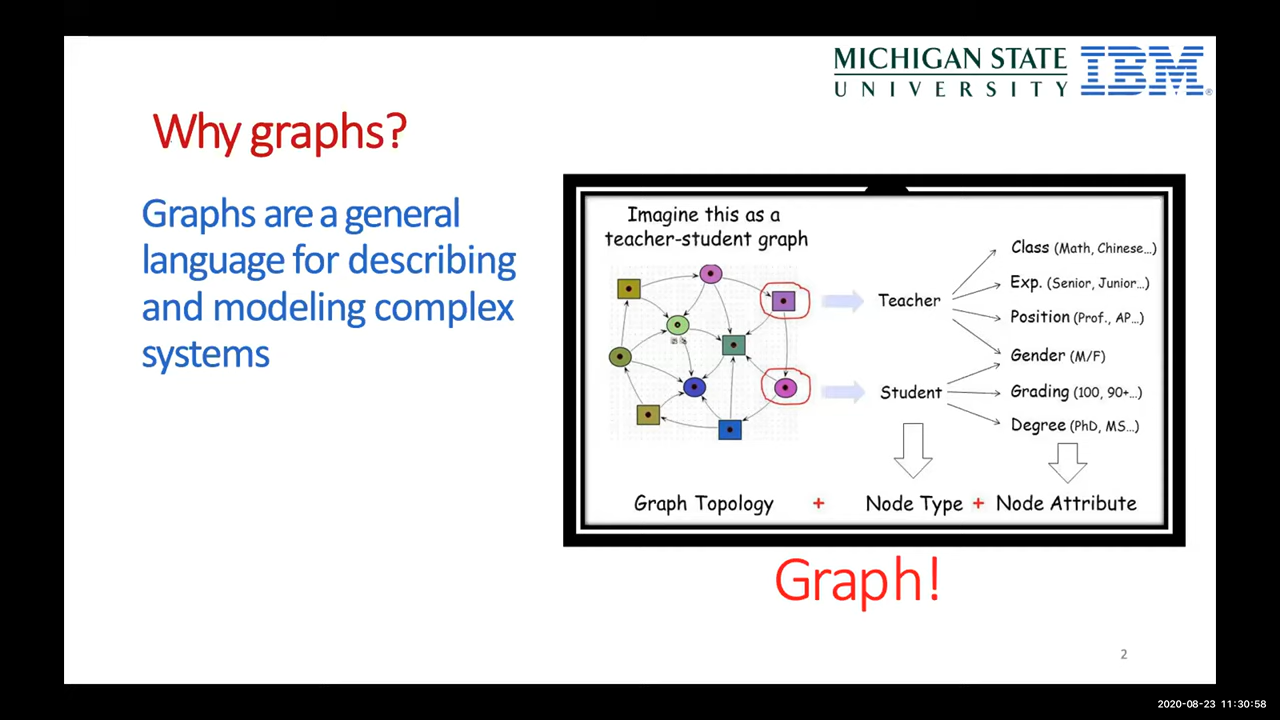 MICHIGAN STATE
UNIVERSITY
IBM®
Why graphs?
Graphs are a general
language for describing
and modeling complex
systems
Imagine this as a
teacher-student graph
Teacher
Student
Class (Math, Chinese...)
Exp. (Senior, Junior...)
Position (Prof., AP...)
Gender (M/F)
Grading (100, 90+...)
Degree (PhD, MS...)
Graph Topology + Node Type + Node Attribute
Graph!
2
2020-08-23 11:30:58